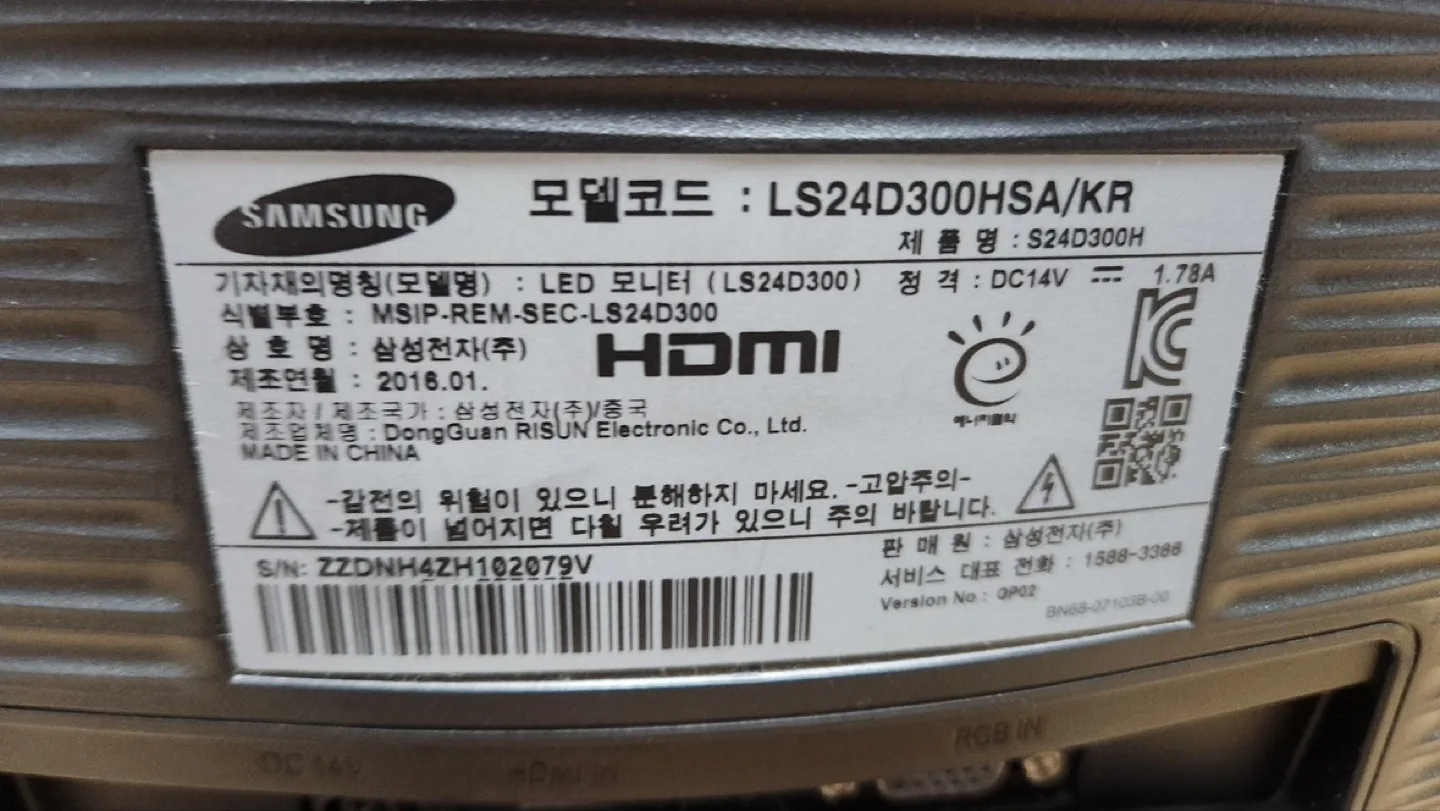 SAMSUNG
모델코드 : LS24D300HSA/KR
제 품 명 : S24D300H
기자재의명칭(모델명) : LED 모니터 (LS24D300)
정 격 : DC14V ⎓ 1.78A
식별부호 : MSIP-REM-SEC-LS24D300
상 호 명 : 삼성전자(주)
제조연월 : 2016.01.
HDMI
에너지절약
제조자 / 제조국가 : 삼성전자(주)/중국
제조업체명 : DongGuan RISUN Electronic Co., Ltd.
MADE IN CHINA
-감전의 위험이 있으니 분해하지 마세요. -고압주의-
-제품이 넘어지면 다칠 우려가 있으니 주의 바랍니다.
S/N: ZZDNH4ZH102079V
판 매 원 : 삼성전자(주)
서비스 대표 전화 : 1588-3366
Version No : OP02
BN68-07103B-00
DC 14V
HDMI IN
RGB IN